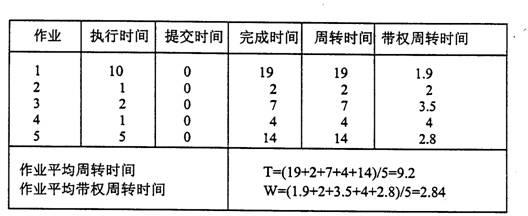 作业 执行时间 提交时间 完成时间 周转时间 带权周转时间
1 10 0 19 19 1.9
2 1 0 2 2 2
3 2 0 7 7 3.5
4 1 0 4 4 4
5 5 0 14 14 2.8
作业平均周转时间 T=(19+2+7+4+14)/5=9.2
作业平均带权周转时间 W=(1.9+2+3.5+4+2.8)/5=2.84